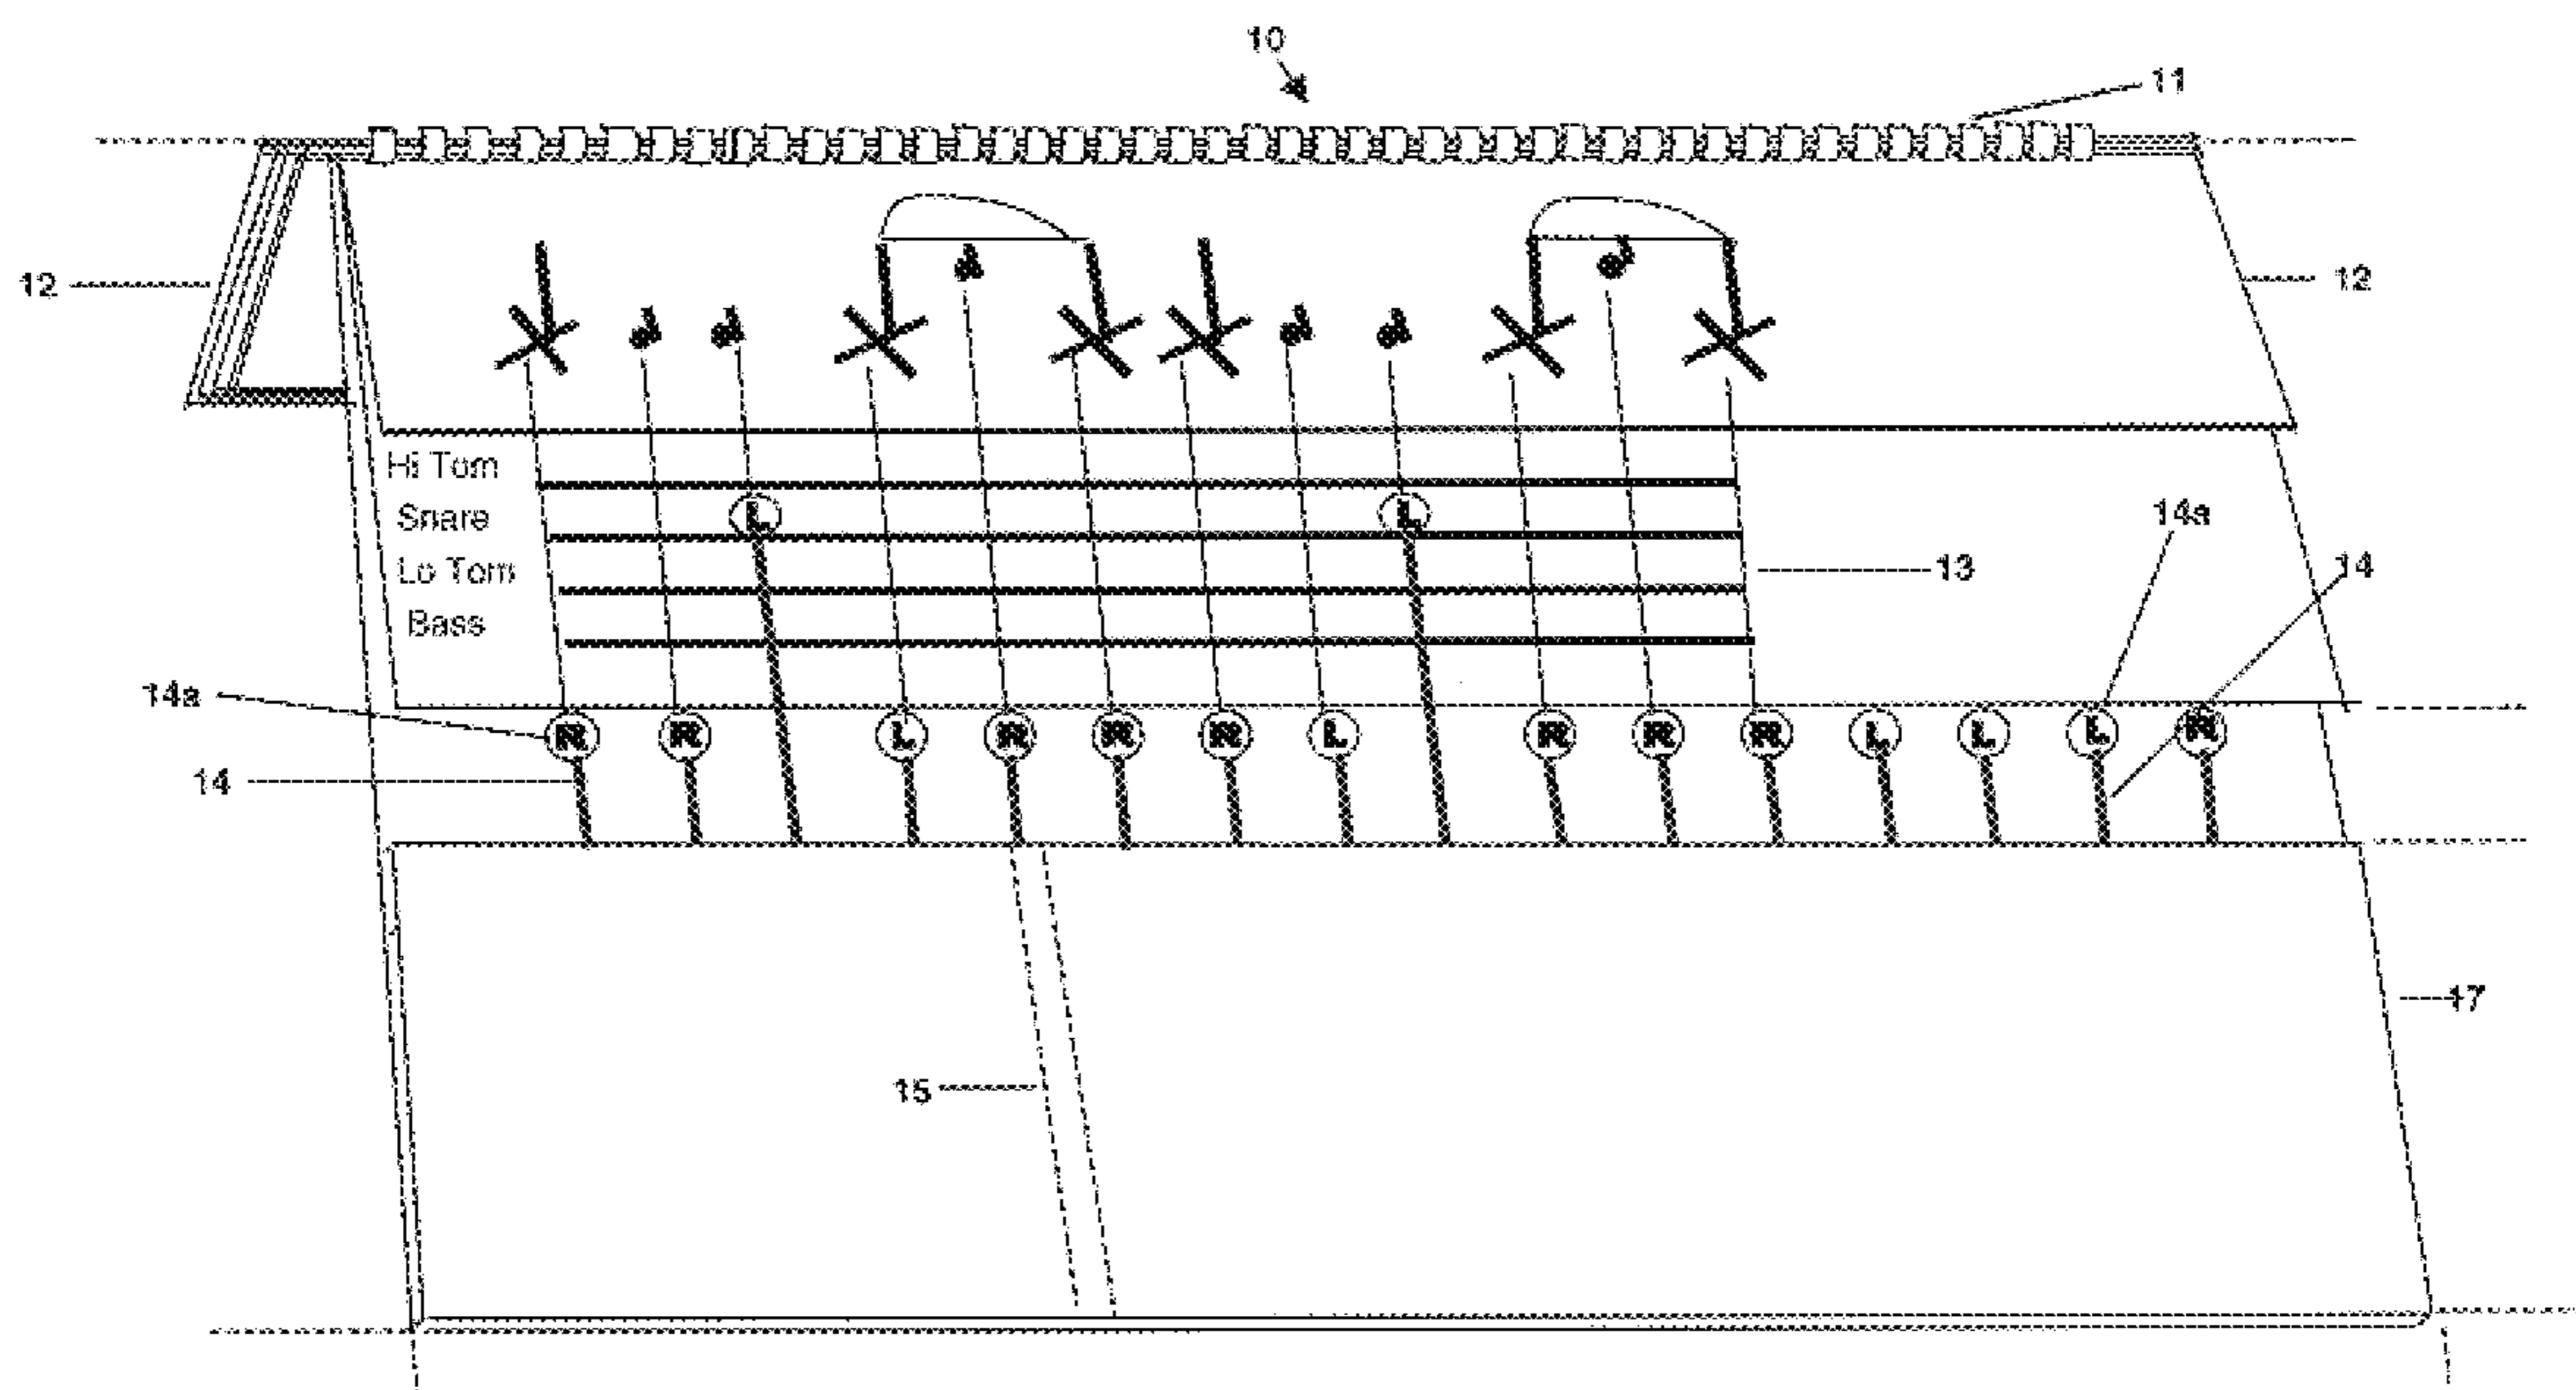 10
11
12 12
Hi Tom
Snare L L 14a
Lo Tom 13 14
Bass
14a
R R L R R R L R R R L L L R
14
17
15